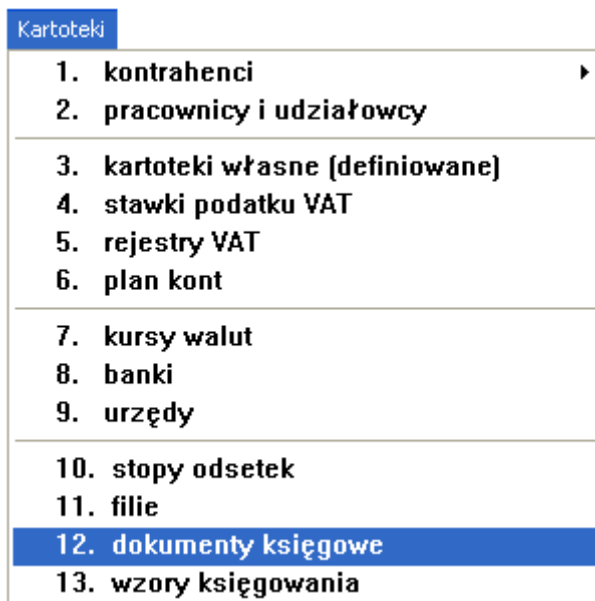 Kartoteki
1. kontrahenci
2. pracownicy i udziałowcy
3. kartoteki własne (definiowane)
4. stawki podatku VAT
5. rejestry VAT
6. plan kont
7. kursy walut
8. banki
9. urzędy
10. stopy odsetek
11. filie
12. dokumenty księgowe
13. wzory księgowania